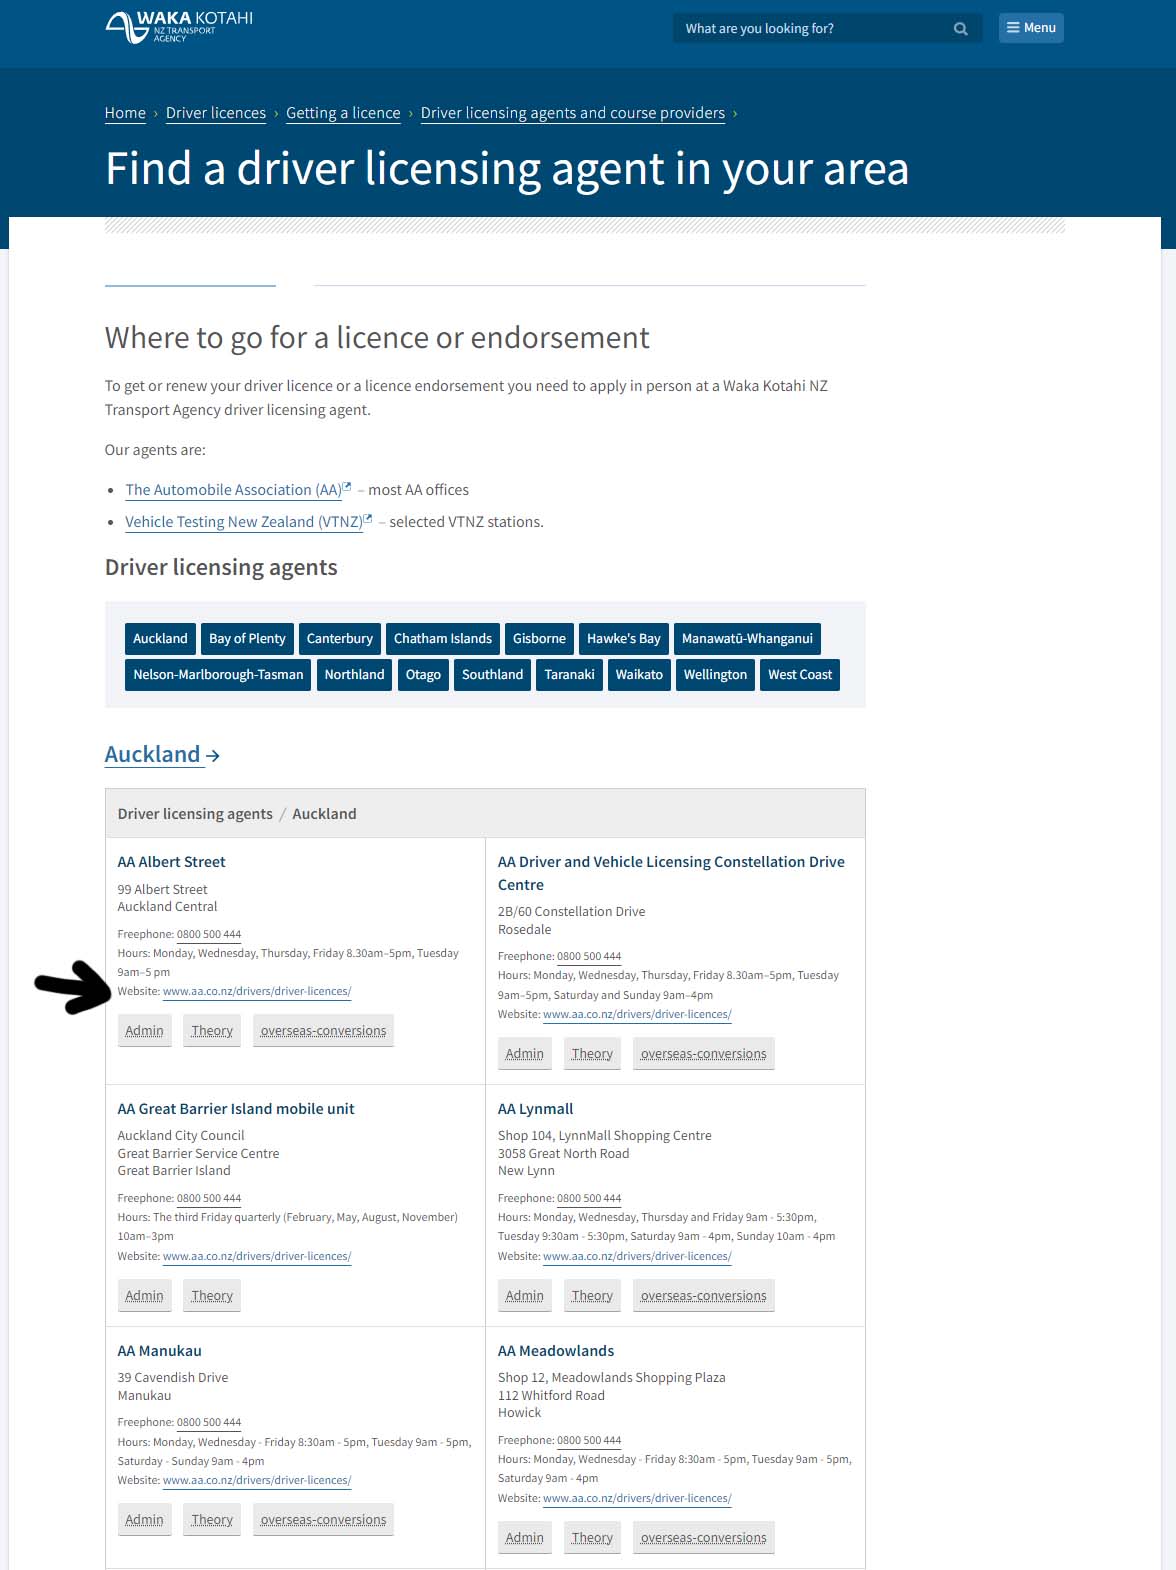 WAKA KOTAHI
NZ TRANSPORT
AGENCY
What are you looking for?
Menu
Home › Driver licences › Getting a licence › Driver licensing agents and course providers ›
Find a driver licensing agent in your area
Where to go for a licence or endorsement
To get or renew your driver licence or a licence endorsement you need to apply in person at a Waka Kotahi NZ
Transport Agency driver licensing agent.
Our agents are:
• The Automobile Association (AA) – most AA offices
• Vehicle Testing New Zealand (VTNZ) – selected VTNZ stations.
Driver licensing agents
Auckland Bay of Plenty Canterbury Chatham Islands Gisborne Hawke's Bay Manawatū-Whanganui
Nelson-Marlborough-Tasman Northland Otago Southland Taranaki Waikato Wellington West Coast
Auckland →
Driver licensing agents / Auckland
AA Albert Street
99 Albert Street
Auckland Central
Freephone: 0800 500 444
Hours: Monday, Wednesday, Thursday, Friday 8.30am–5pm, Tuesday
9am–5 pm
Website: www.aa.co.nz/drivers/driver-licences/
Admin Theory overseas-conversions
AA Driver and Vehicle Licensing Constellation Drive
Centre
2B/60 Constellation Drive
Rosedale
Freephone: 0800 500 444
Hours: Monday, Wednesday, Thursday, Friday 8.30am–5pm, Tuesday
9am–5pm, Saturday and Sunday 9am–4pm
Website: www.aa.co.nz/drivers/driver-licences/
Admin Theory overseas-conversions
AA Great Barrier Island mobile unit
Auckland City Council
Great Barrier Service Centre
Great Barrier Island
Freephone: 0800 500 444
Hours: The third Friday quarterly (February, May, August, November)
10am–3pm
Website: www.aa.co.nz/drivers/driver-licences/
Admin Theory
AA Lynmall
Shop 104, LynnMall Shopping Centre
3058 Great North Road
New Lynn
Freephone: 0800 500 444
Hours: Monday, Wednesday, Thursday and Friday 9am - 5:30pm,
Tuesday 9:30am - 5:30pm, Saturday 9am - 4pm, Sunday 10am - 4pm
Website: www.aa.co.nz/drivers/driver-licences/
Admin Theory overseas-conversions
AA Manukau
39 Cavendish Drive
Manukau
Freephone: 0800 500 444
Hours: Monday, Wednesday - Friday 8:30am - 5pm, Tuesday 9am - 5pm,
Saturday - Sunday 9am - 4pm
Website: www.aa.co.nz/drivers/driver-licences/
Admin Theory overseas-conversions
AA Meadowlands
Shop 12, Meadowlands Shopping Plaza
112 Whitford Road
Howick
Freephone: 0800 500 444
Hours: Monday, Wednesday - Friday 8:30am - 5pm, Tuesday 9am - 5pm,
Saturday 9am - 4pm
Website: www.aa.co.nz/drivers/driver-licences/
Admin Theory overseas-conversions